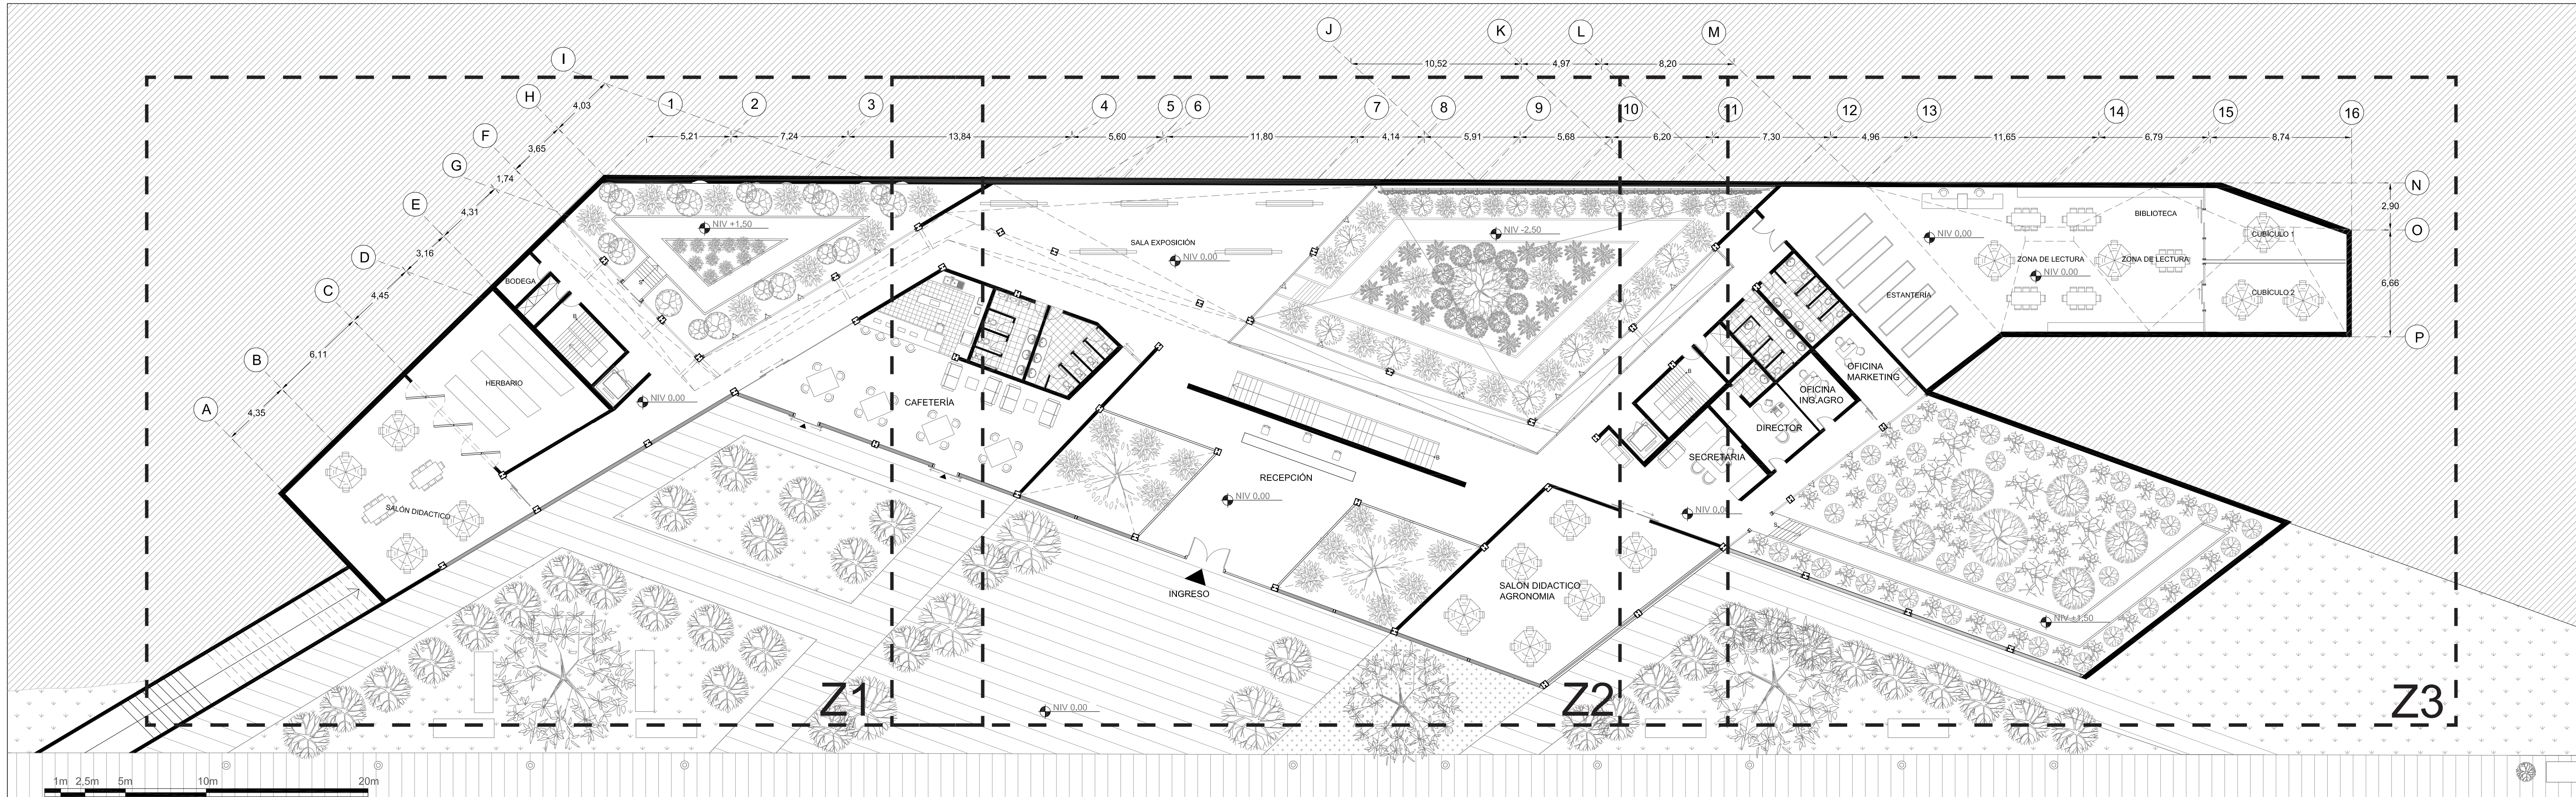 J
K
L
M
I
10,52
4,97
8,20
H
4,03
1
2
3
4
5
6
7
8
9
10
11
12
13
14
15
16
5,21
7,24
13,84
5,60
11,80
4,14
5,91
5,68
6,20
7,30
4,96
11,65
6,79
8,74
F
3,65
G
1,74
N
E
4,31
2,90
O
D
3,16
6,66
C
4,45
P
B
6,11
A
4,35
NIV +1,50
NIV -2,50
NIV 0,00
BIBLIOTECA
CUBÍCULO 1
SALA EXPOSICIÓN
NIV 0,00
ZONA DE LECTURA
ZONA DE LECTURA
NIV 0,00
BODEGA
S
B
ESTANTERÍA
CUBÍCULO 2
HERBARIO
OFICINA
MARKETING
B
OFICINA
ING.AGRO
NIV 0,00
CAFETERÍA
DIRECTOR
B
SECRETARIA
RECEPCIÓN
NIV 0,00
SALÓN DIDACTICO
NIV 0,00
S
INGRESO
SALÓN DIDACTICO
AGRONOMIA
NIV +1,50
Z1
Z2
Z3
NIV 0,00
1m 2,5m 5m 10m 20m